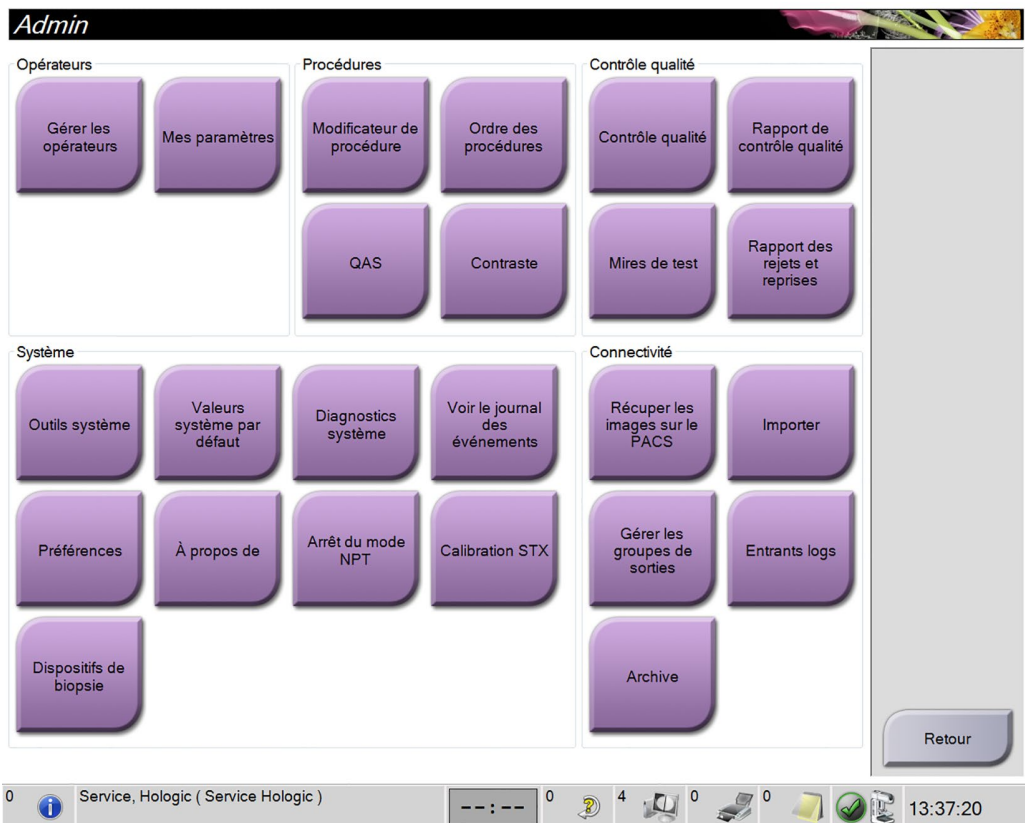 Admin
Opérateurs
Gérer les
opérateurs
Mes paramètres
Procédures
Modificateur de
procédure
Ordre des
procédures
QAS
Contraste
Contrôle qualité
Contrôle qualité
Rapport de
contrôle qualité
Mires de test
Rapport des
rejets et
reprises
Système
Outils système
Valeurs
système par
défaut
Diagnostics
système
Voir le journal
des
événements
Préférences
À propos de
Arrêt du mode
NPT
Calibration STX
Dispositifs de
biopsie
Connectivité
Récuper les
images sur le
PACS
Importer
Gérer les
groupes de
sorties
Entrants logs
Archive
Retour
0
Service, Hologic ( Service Hologic )
--:--
0
4
0
0
13:37:20